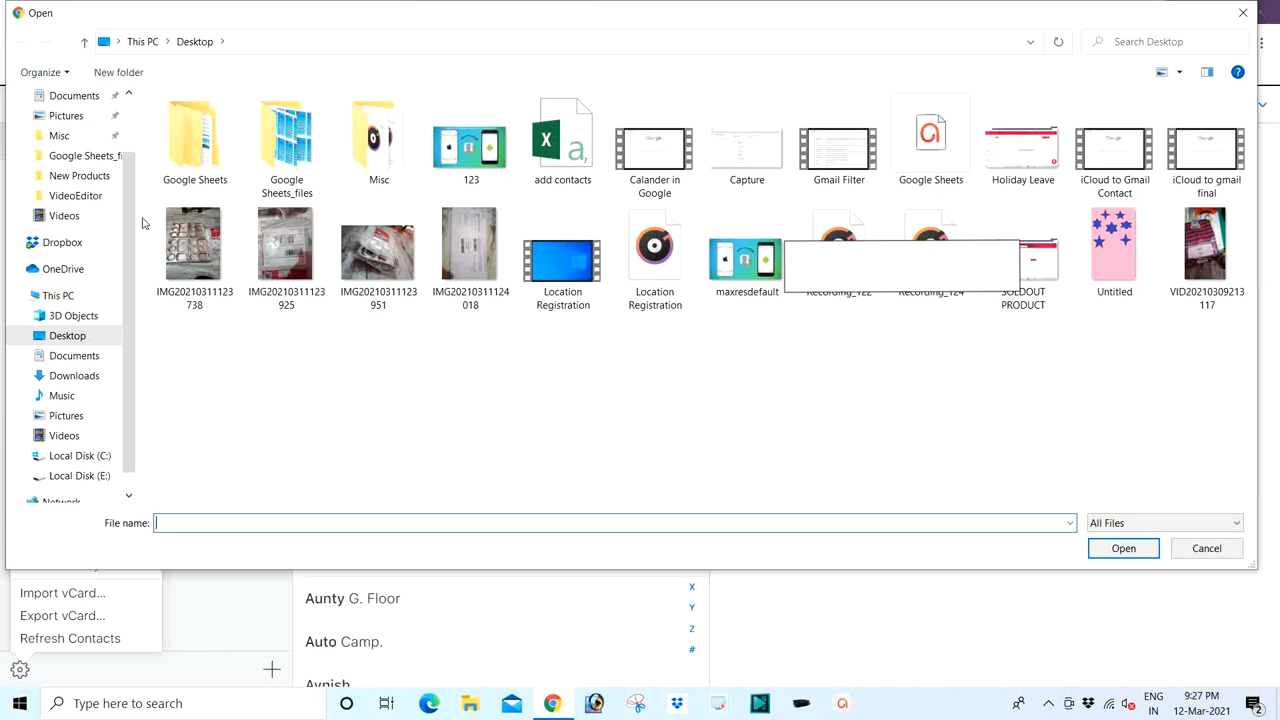 Open
This PC
Desktop
Search Desktop
Organize
New folder
Documents
Pictures
Misc
Google Sheets_fi
New Products
VideoEditor
Videos
Dropbox
OneDrive
This PC
3D Objects
Desktop
Documents
Downloads
Music
Pictures
Videos
Local Disk (C:)
Local Disk (E:)
Network
Google Sheets
Google
Sheets_files
Misc
123
add contacts
Calander in
Google
Capture
Gmail Filter
Google Sheets
Holiday Leave
iCloud to Gmail
Contact
iCloud to gmail
final
IMG20210311123
738
IMG20210311123
925
IMG20210311123
951
IMG20210311124
018
Location
Registration
Location
Registration
maxresdefault
Recording_122
Recording_124
SOLDOUT
PRODUCT
Untitled
VID20210309213
117
File name:
All Files
Open
Cancel
Import vCard...
Export vCard...
Refresh Contacts
Aunty G. Floor
Auto Camp.
Avnish
X
Y
Z
#
Type here to search
ENG
IN
9:27 PM
12-Mar-2021
2